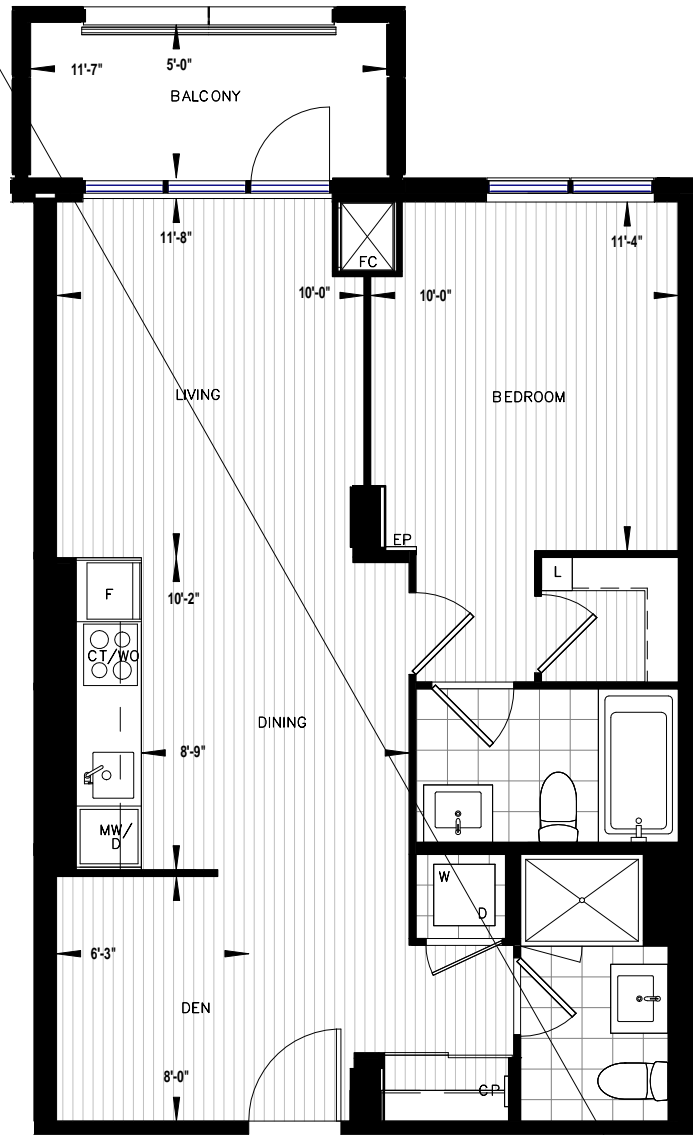 11'-7"
5'-0"
BALCONY
11'-8"
11'-4"
FC
10'-0"
10'-0"
LIVING
BEDROOM
EP
L
F
10'-2"
CT/WO
DINING
8'-9"
MW/
D
W
D
6'-3"
DEN
8'-0"
CP